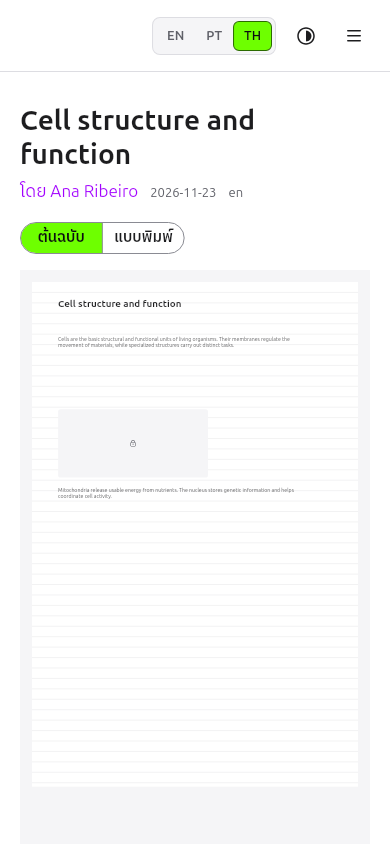 EN PT TH
Cell structure and
function
โดย Ana Ribeiro 2026-11-23 en
ต้นฉบับ แบบพิมพ์
Cell structure and function
Cells are the basic structural and functional units of living organisms. Their membranes regulate the
movement of materials, while specialized structures carry out distinct tasks.
Mitochondria release usable energy from nutrients. The nucleus stores genetic information and helps
coordinate cell activity.